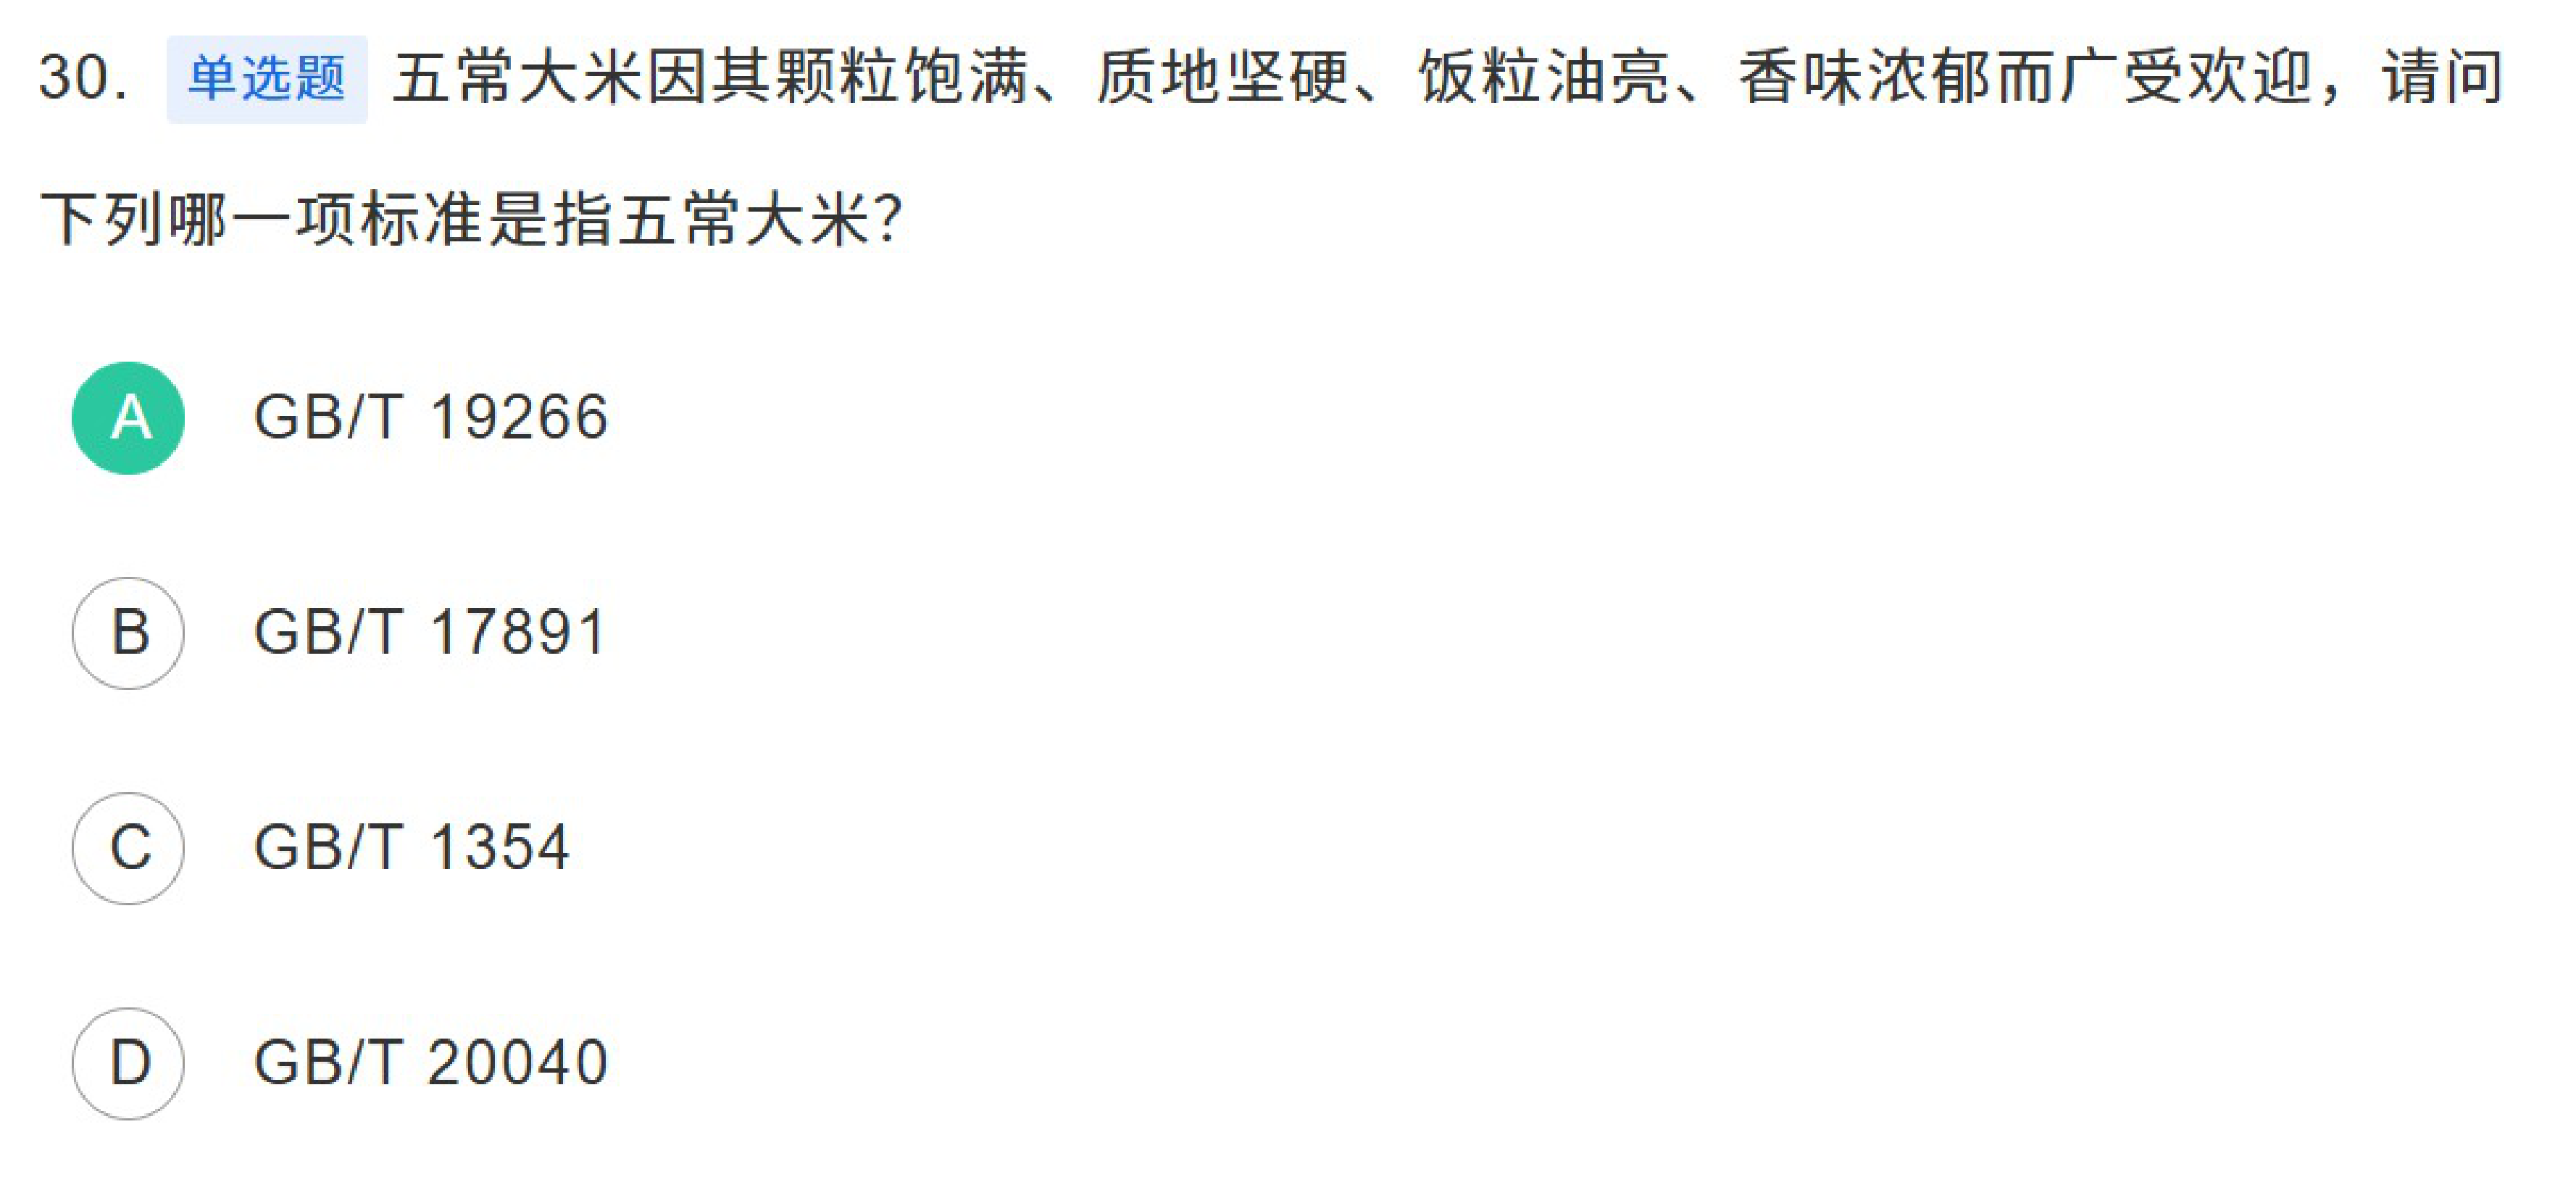 30. 单选题 五常大米因其颗粒饱满、质地坚硬、饭粒油亮、香味浓郁而广受欢迎，请问
下列哪一项标准是指五常大米？
A GB/T 19266
B GB/T 17891
C GB/T 1354
D GB/T 20040